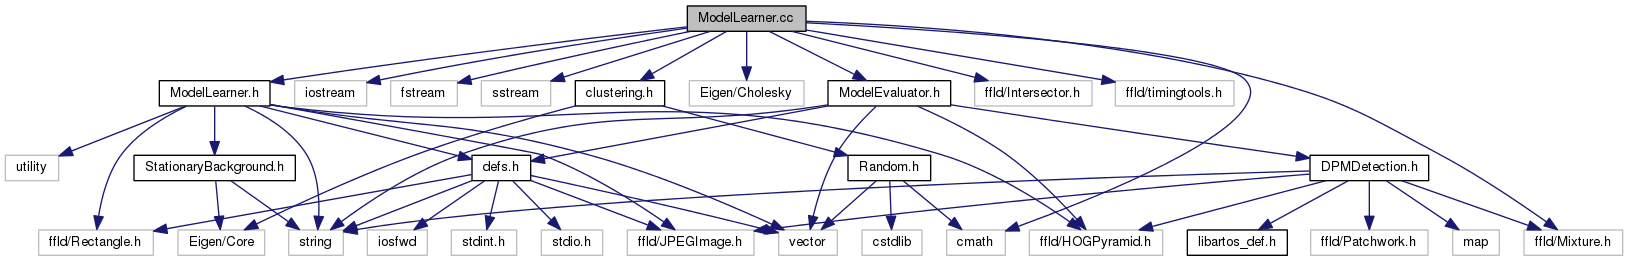 ModelLearner.cc
ModelLearner.h
iostream
fstream
sstream
clustering.h
Eigen/Cholesky
ModelEvaluator.h
ffld/Intersector.h
ffld/timingtools.h
utility
StationaryBackground.h
defs.h
Random.h
DPMDetection.h
ffld/Rectangle.h
Eigen/Core
string
iosfwd
stdint.h
stdio.h
ffld/JPEGImage.h
vector
cstdlib
cmath
ffld/HOGPyramid.h
libartos_def.h
ffld/Patchwork.h
map
ffld/Mixture.h